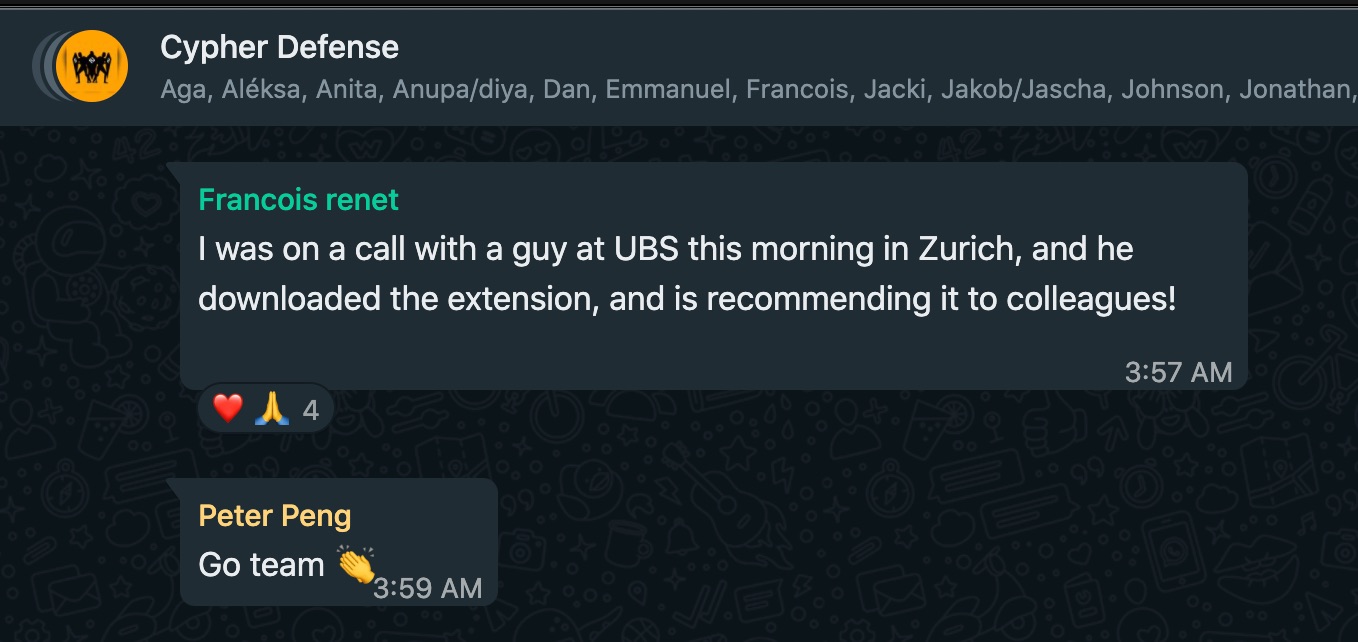 Cypher Defense
Aga, Aléksa, Anita, Anupa/diya, Dan, Emmanuel, Francois, Jacki, Jakob/Jascha, Johnson, Jonathan,
Francois renet
I was on a call with a guy at UBS this morning in Zurich, and he
downloaded the extension, and is recommending it to colleagues!
3:57 AM
❤️ 🙏 4
Peter Peng
Go team 👏
3:59 AM